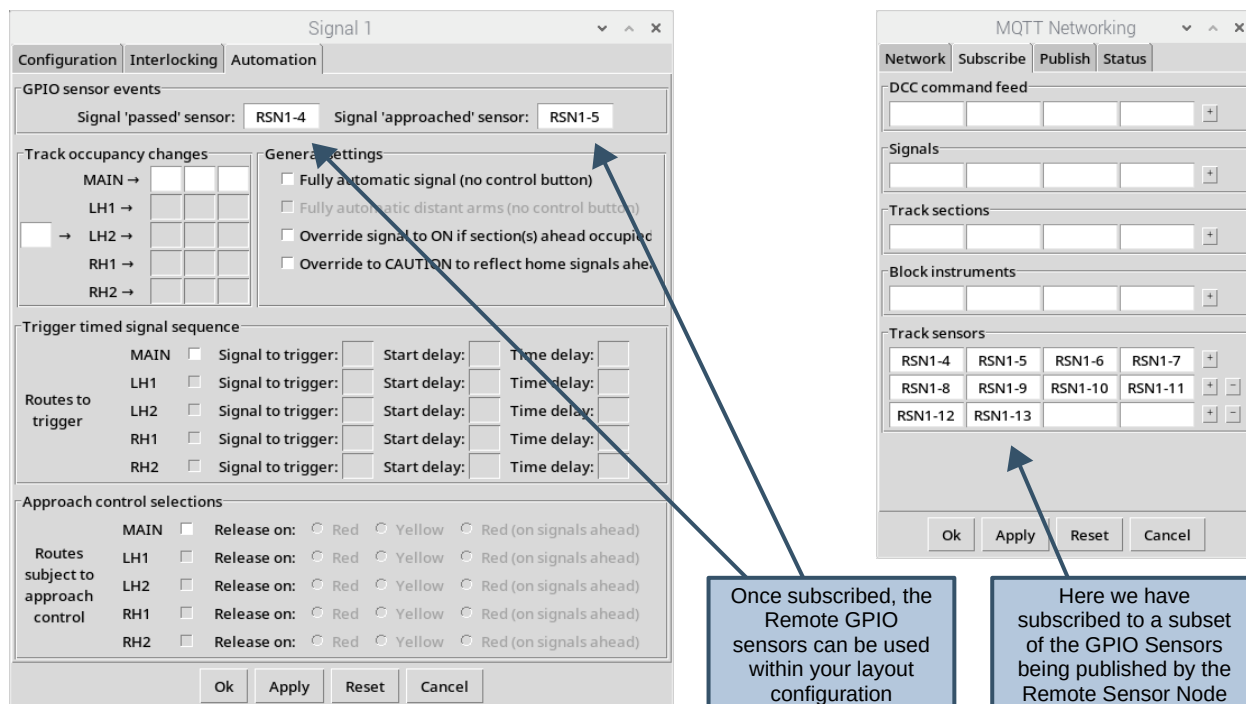 Signal 1
Configuration Interlocking Automation
GPIO sensor events
Signal 'passed' sensor: RSN1-4 Signal 'approached' sensor: RSN1-5
Track occupancy changes
MAIN →
LH1 →
→ LH2 →
RH1 →
RH2 →
General settings
Fully automatic signal (no control button)
Fully automatic distant arms (no control button)
Override signal to ON if section(s) ahead occupied
Override to CAUTION to reflect home signals ahea
Trigger timed signal sequence
Routes to
trigger
MAIN Signal to trigger: Start delay: Time delay:
LH1 Signal to trigger: Start delay: Time delay:
LH2 Signal to trigger: Start delay: Time delay:
RH1 Signal to trigger: Start delay: Time delay:
RH2 Signal to trigger: Start delay: Time delay:
Approach control selections
Routes
subject to
approach
control
MAIN Release on: Red Yellow Red (on signals ahead)
LH1 Release on: Red Yellow Red (on signals ahead)
LH2 Release on: Red Yellow Red (on signals ahead)
RH1 Release on: Red Yellow Red (on signals ahead)
RH2 Release on: Red Yellow Red (on signals ahead)
Ok Apply Reset Cancel
MQTT Networking
Network Subscribe Publish Status
DCC command feed
+
Signals
+
Track sections
+
Block instruments
+
Track sensors
RSN1-4 RSN1-5 RSN1-6 RSN1-7 +
RSN1-8 RSN1-9 RSN1-10 RSN1-11 + −
RSN1-12 RSN1-13 + −
Ok Apply Reset Cancel
Once subscribed, the
Remote GPIO
sensors can be used
within your layout
configuration
Here we have
subscribed to a subset
of the GPIO Sensors
being published by the
Remote Sensor Node